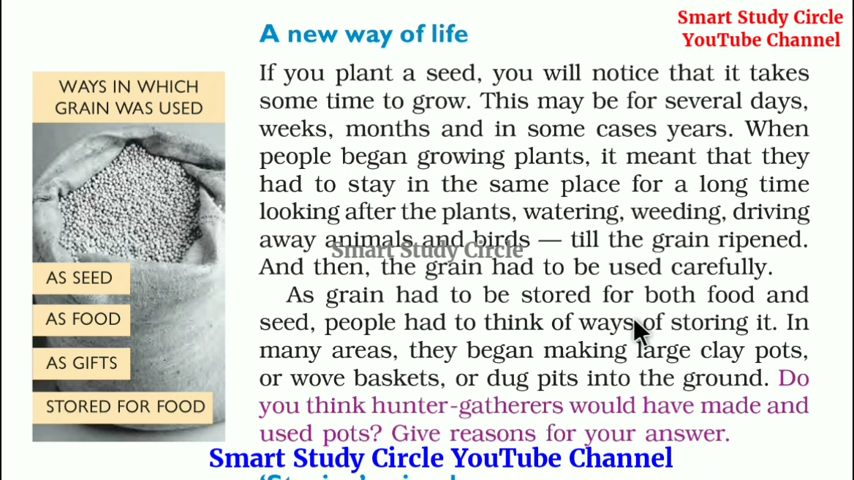 Smart Study Circle
YouTube Channel
A new way of life
WAYS IN WHICH
GRAIN WAS USED
AS SEED
AS FOOD
AS GIFTS
STORED FOR FOOD
If you plant a seed, you will notice that it takes
some time to grow. This may be for several days,
weeks, months and in some cases years. When
people began growing plants, it meant that they
had to stay in the same place for a long time
looking after the plants, watering, weeding, driving
away animals and birds — till the grain ripened.
Smart Study Circle
And then, the grain had to be used carefully.
As grain had to be stored for both food and
seed, people had to think of ways of storing it. In
many areas, they began making large clay pots,
or wove baskets, or dug pits into the ground. Do
you think hunter-gatherers would have made and
used pots? Give reasons for your answer.
Smart Study Circle YouTube Channel